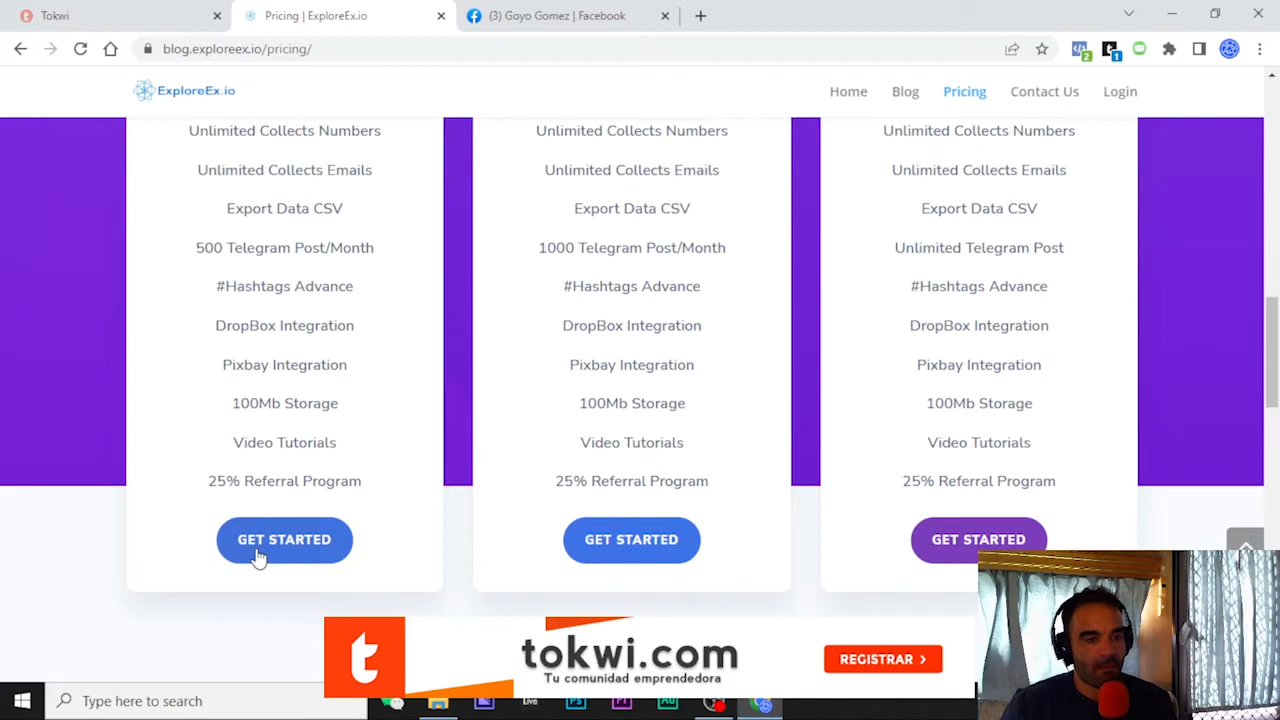 Tokwi
Pricing | ExploreEx.io
(3) Goyo Gomez | Facebook
blog.exploreex.io/pricing/
2
1
ExploreEx.io
Home
Blog
Pricing
Contact Us
Login
Unlimited Collects Numbers
Unlimited Collects Emails
Export Data CSV
500 Telegram Post/Month
#Hashtags Advance
DropBox Integration
Pixbay Integration
100Mb Storage
Video Tutorials
25% Referral Program
GET STARTED
Unlimited Collects Numbers
Unlimited Collects Emails
Export Data CSV
1000 Telegram Post/Month
#Hashtags Advance
DropBox Integration
Pixbay Integration
100Mb Storage
Video Tutorials
25% Referral Program
GET STARTED
Unlimited Collects Numbers
Unlimited Collects Emails
Export Data CSV
Unlimited Telegram Post
#Hashtags Advance
DropBox Integration
Pixbay Integration
100Mb Storage
Video Tutorials
25% Referral Program
GET STARTED
t
tokwi.com
Tu comunidad emprendedora
REGISTRAR
Type here to search
Live